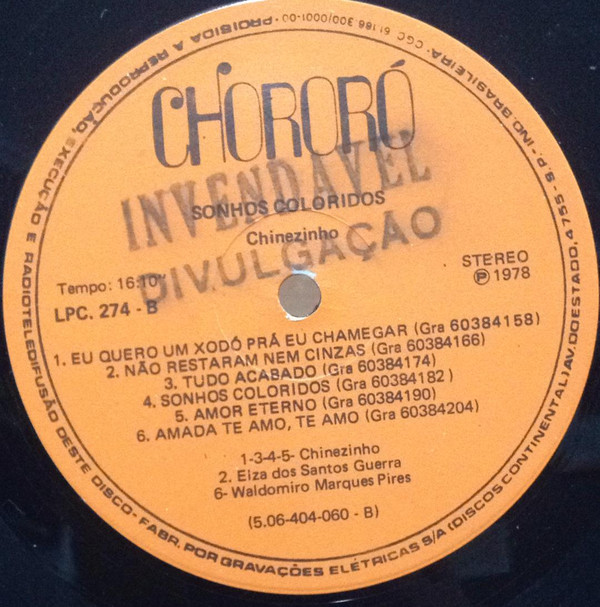 CHORORÓ
INVENDÁVEL
SONHOS COLORIDOS
Chinezinho
DIVULGAÇÃO
Tempo: 16:10"
LPC. 274 - B
STEREO
Ⓟ 1978
1. EU QUERO UM XODÔ PRÁ EU CHAMEGAR (Gra 60384158)
2. NÃO RESTARAM NEM CINZAS (Gra 60384166)
3. TUDO ACABADO (Gra 60384174)
4. SONHOS COLORIDOS (Gra 60384182 )
5. AMOR ETERNO (Gra 60384190)
6. AMADA TE AMO, TE AMO (Gra 60384204)
1-3-4-5- Chinezinho
2. Elza dos Santos Guerra
6- Waldomiro Marques Pires
(5.06-404-060 - B)
FABR. POR GRAVAÇÕES ELÉTRICAS S/A (DISCOS CONTINENTAL) AV. DO ESTADO, 4755 - S.P. - IND. BRASILEIRA - CGC 61.186.300/0001-00 - PROIBIDA A REPRODUÇÃO, EXECUÇÃO E RADIOTELEDIFUSÃO DESTE DISCO-